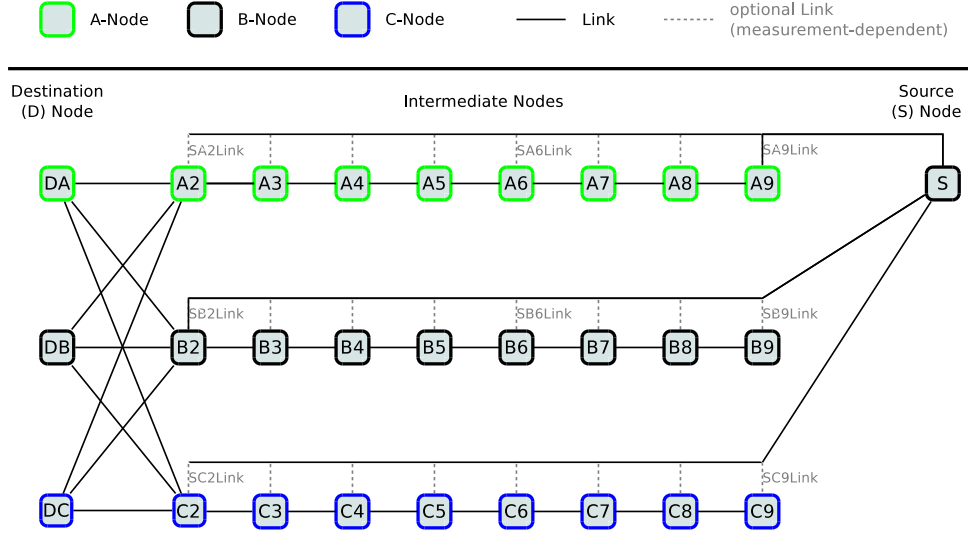 A-Node B-Node C-Node Link optional Link
(measurement-dependent)
Destination
(D) Node
Intermediate Nodes
Source
(S) Node
SA2Link SA6Link SA9Link
DA A2 A3 A4 A5 A6 A7 A8 A9 S
SB2Link SB6Link SB9Link
DB B2 B3 B4 B5 B6 B7 B8 B9
SC2Link SC9Link
DC C2 C3 C4 C5 C6 C7 C8 C9